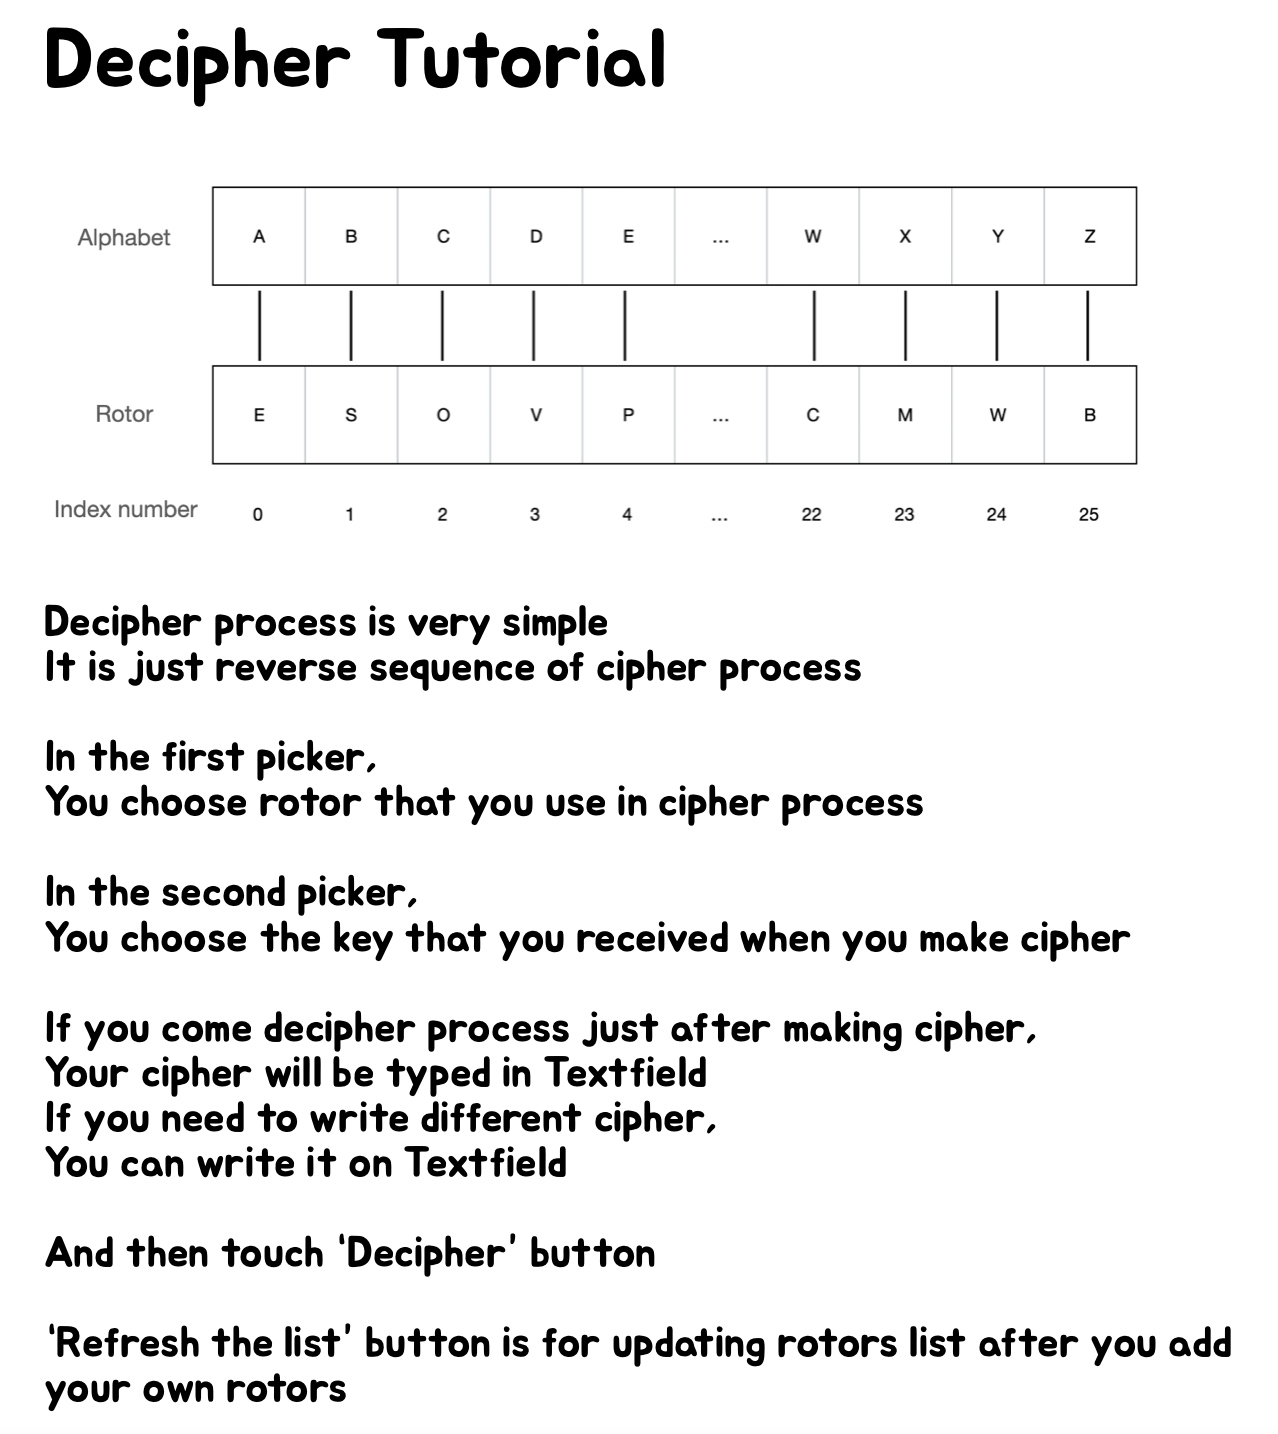 Decipher Tutorial
Alphabet A B C D E ... W X Y Z
Rotor E S O V P ... C M W B
Index number 0 1 2 3 4 ... 22 23 24 25
Decipher process is very simple
It is just reverse sequence of cipher process
In the first picker,
You choose rotor that you use in cipher process
In the second picker,
You choose the key that you received when you make cipher
If you come decipher process just after making cipher,
Your cipher will be typed in Textfield
If you need to write different cipher,
You can write it on Textfield
And then touch 'Decipher' button
'Refresh the list' button is for updating rotors list after you add
your own rotors